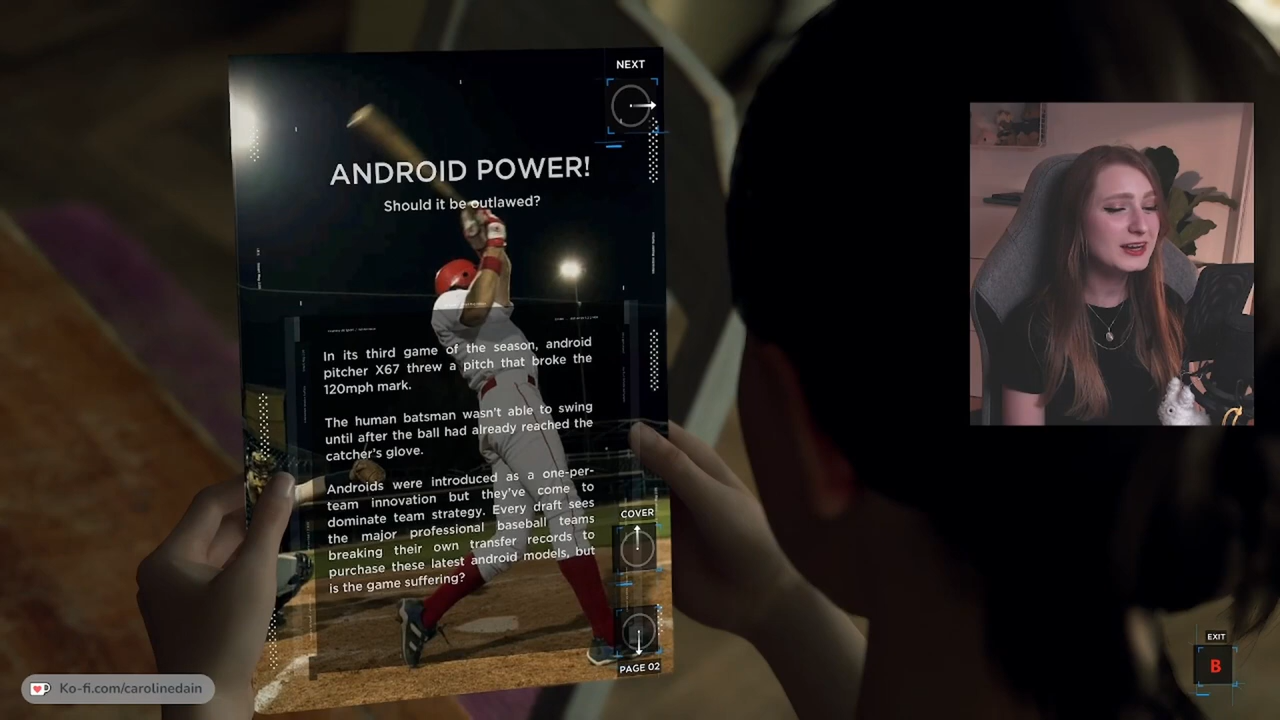 NEXT
ANDROID POWER!
Should it be outlawed?
In its third game of the season, android
pitcher X67 threw a pitch that broke the
120mph mark.
The human batsman wasn't able to swing
until after the ball had already reached the
catcher's glove.
Androids were introduced as a one-per-
team innovation but they've come to
dominate team strategy. Every draft sees
the major professional baseball teams
breaking their own transfer records to
purchase these latest android models, but
is the game suffering?
COVER
PAGE 02
EXIT
B
Ko-fi.com/carolinedain